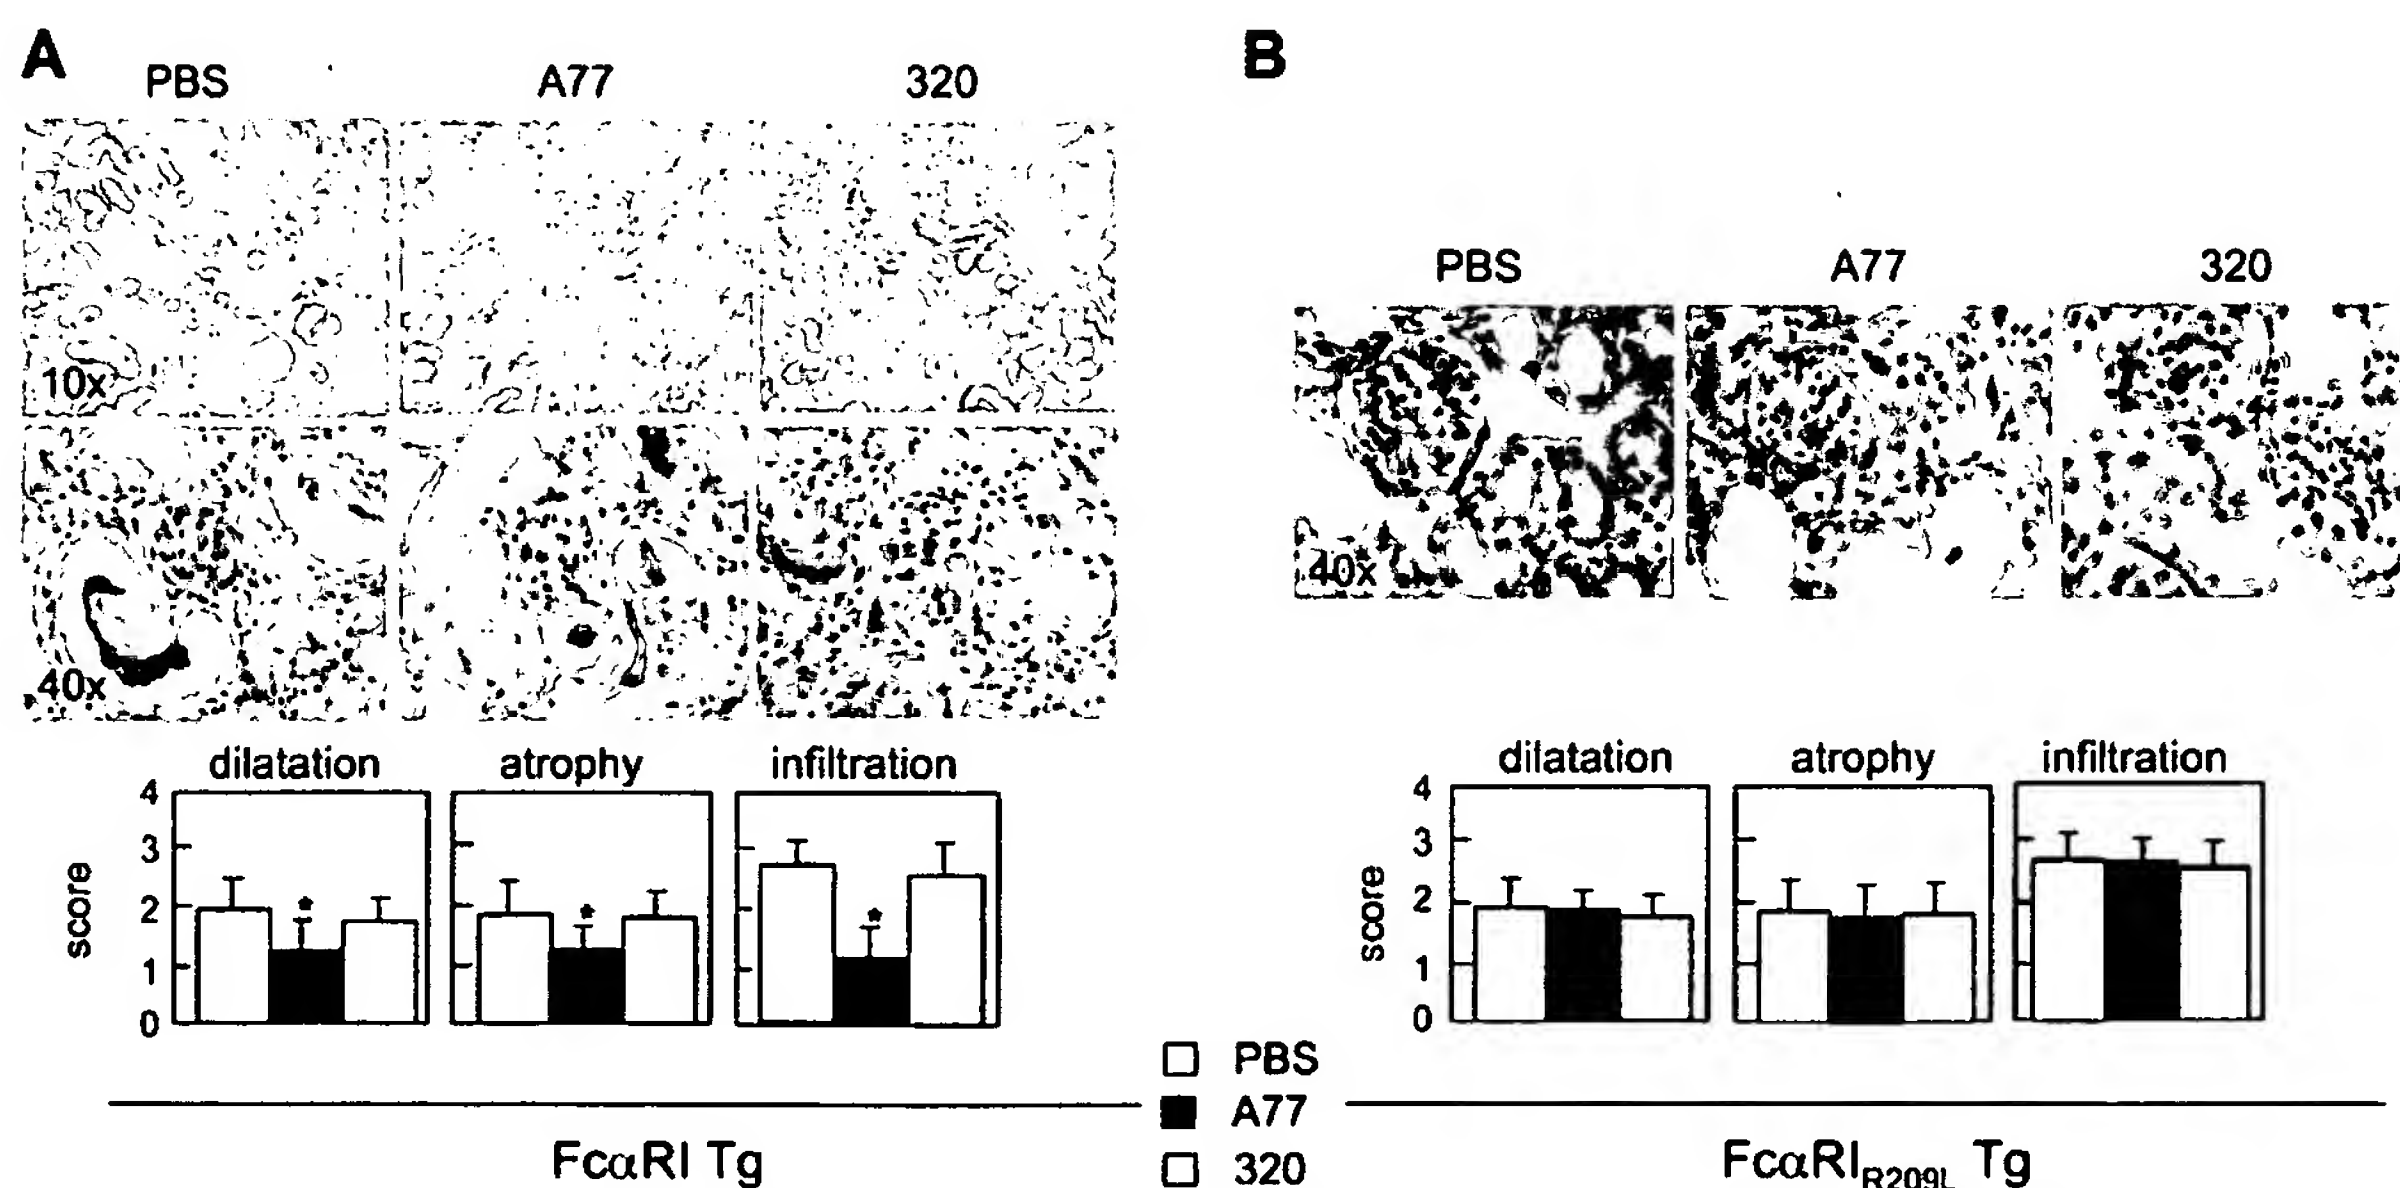 A
PBS A77 320
10x
40x
dilatation atrophy infiltration
score
4
3
2
1
0
* * *
FcαRI Tg
B
PBS A77 320
40x
dilatation atrophy infiltration
score
4
3
2
1
0
FcαRI_R209L Tg
PBS
A77
320